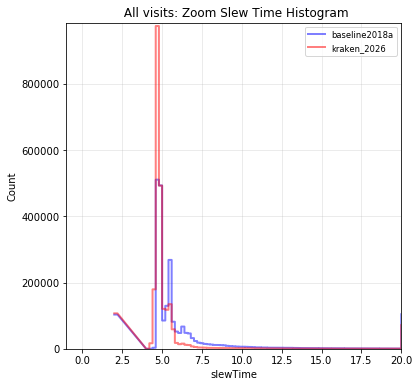 All visits: Zoom Slew Time Histogram
baseline2018a
kraken_2026
Count
800000
600000
400000
200000
0
0.0 2.5 5.0 7.5 10.0 12.5 15.0 17.5 20.0
slewTime